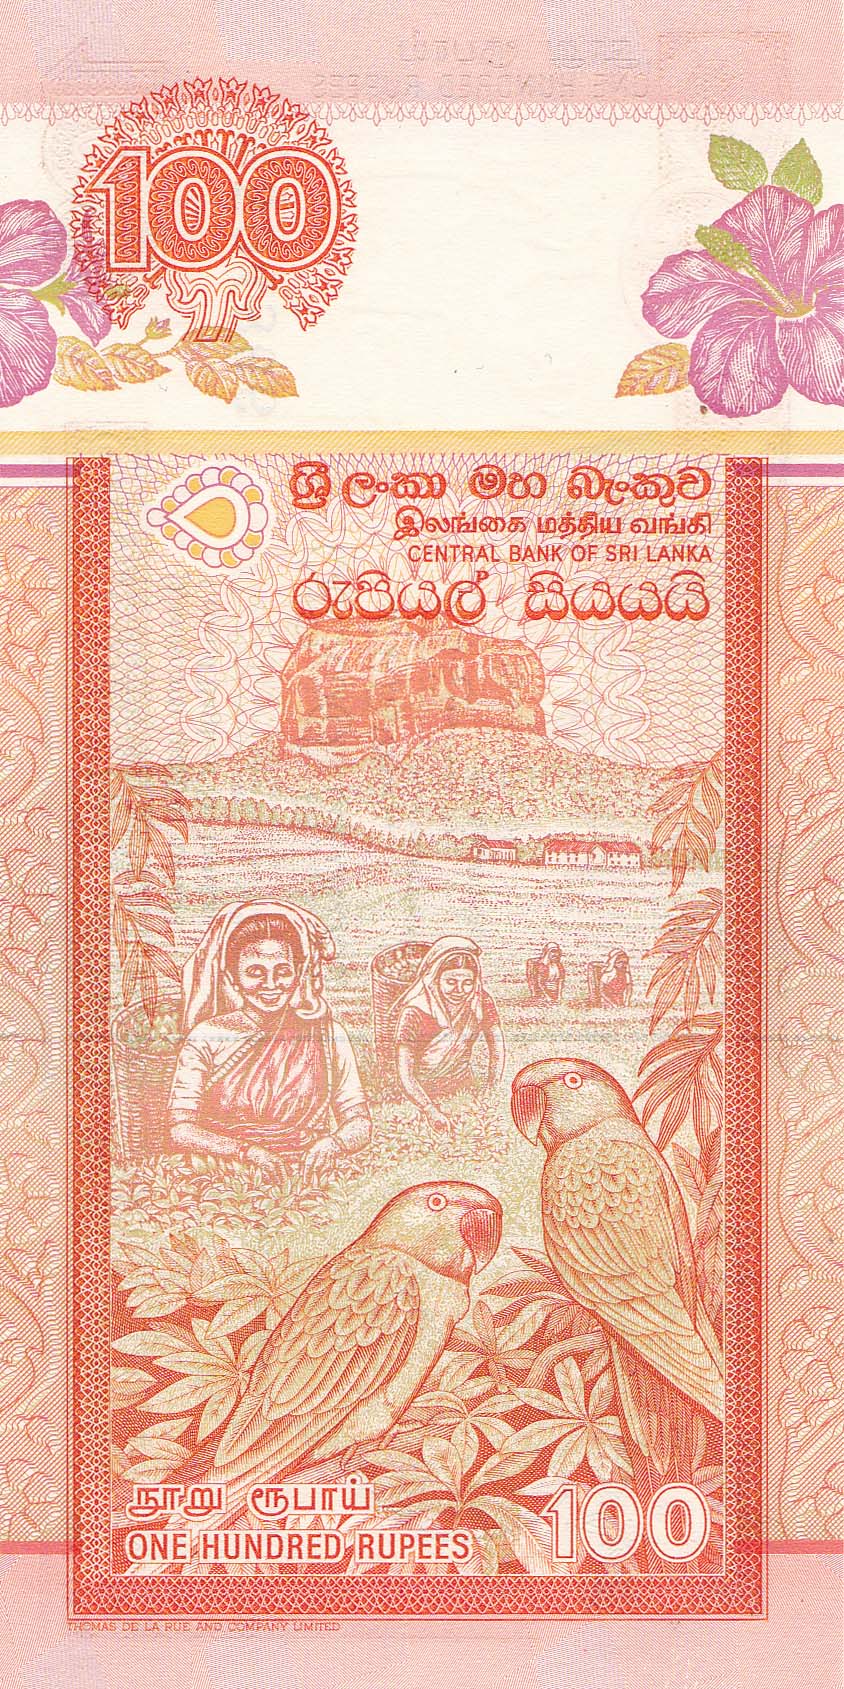 100
ශ්‍රී ලංකා මහ බැංකුව
இலங்கை மத்திய வங்கி
CENTRAL BANK OF SRI LANKA
රුපියල් සියයයි
நூறு ரூபாய்
ONE HUNDRED RUPEES
100
THOMAS DE LA RUE AND COMPANY LIMITED